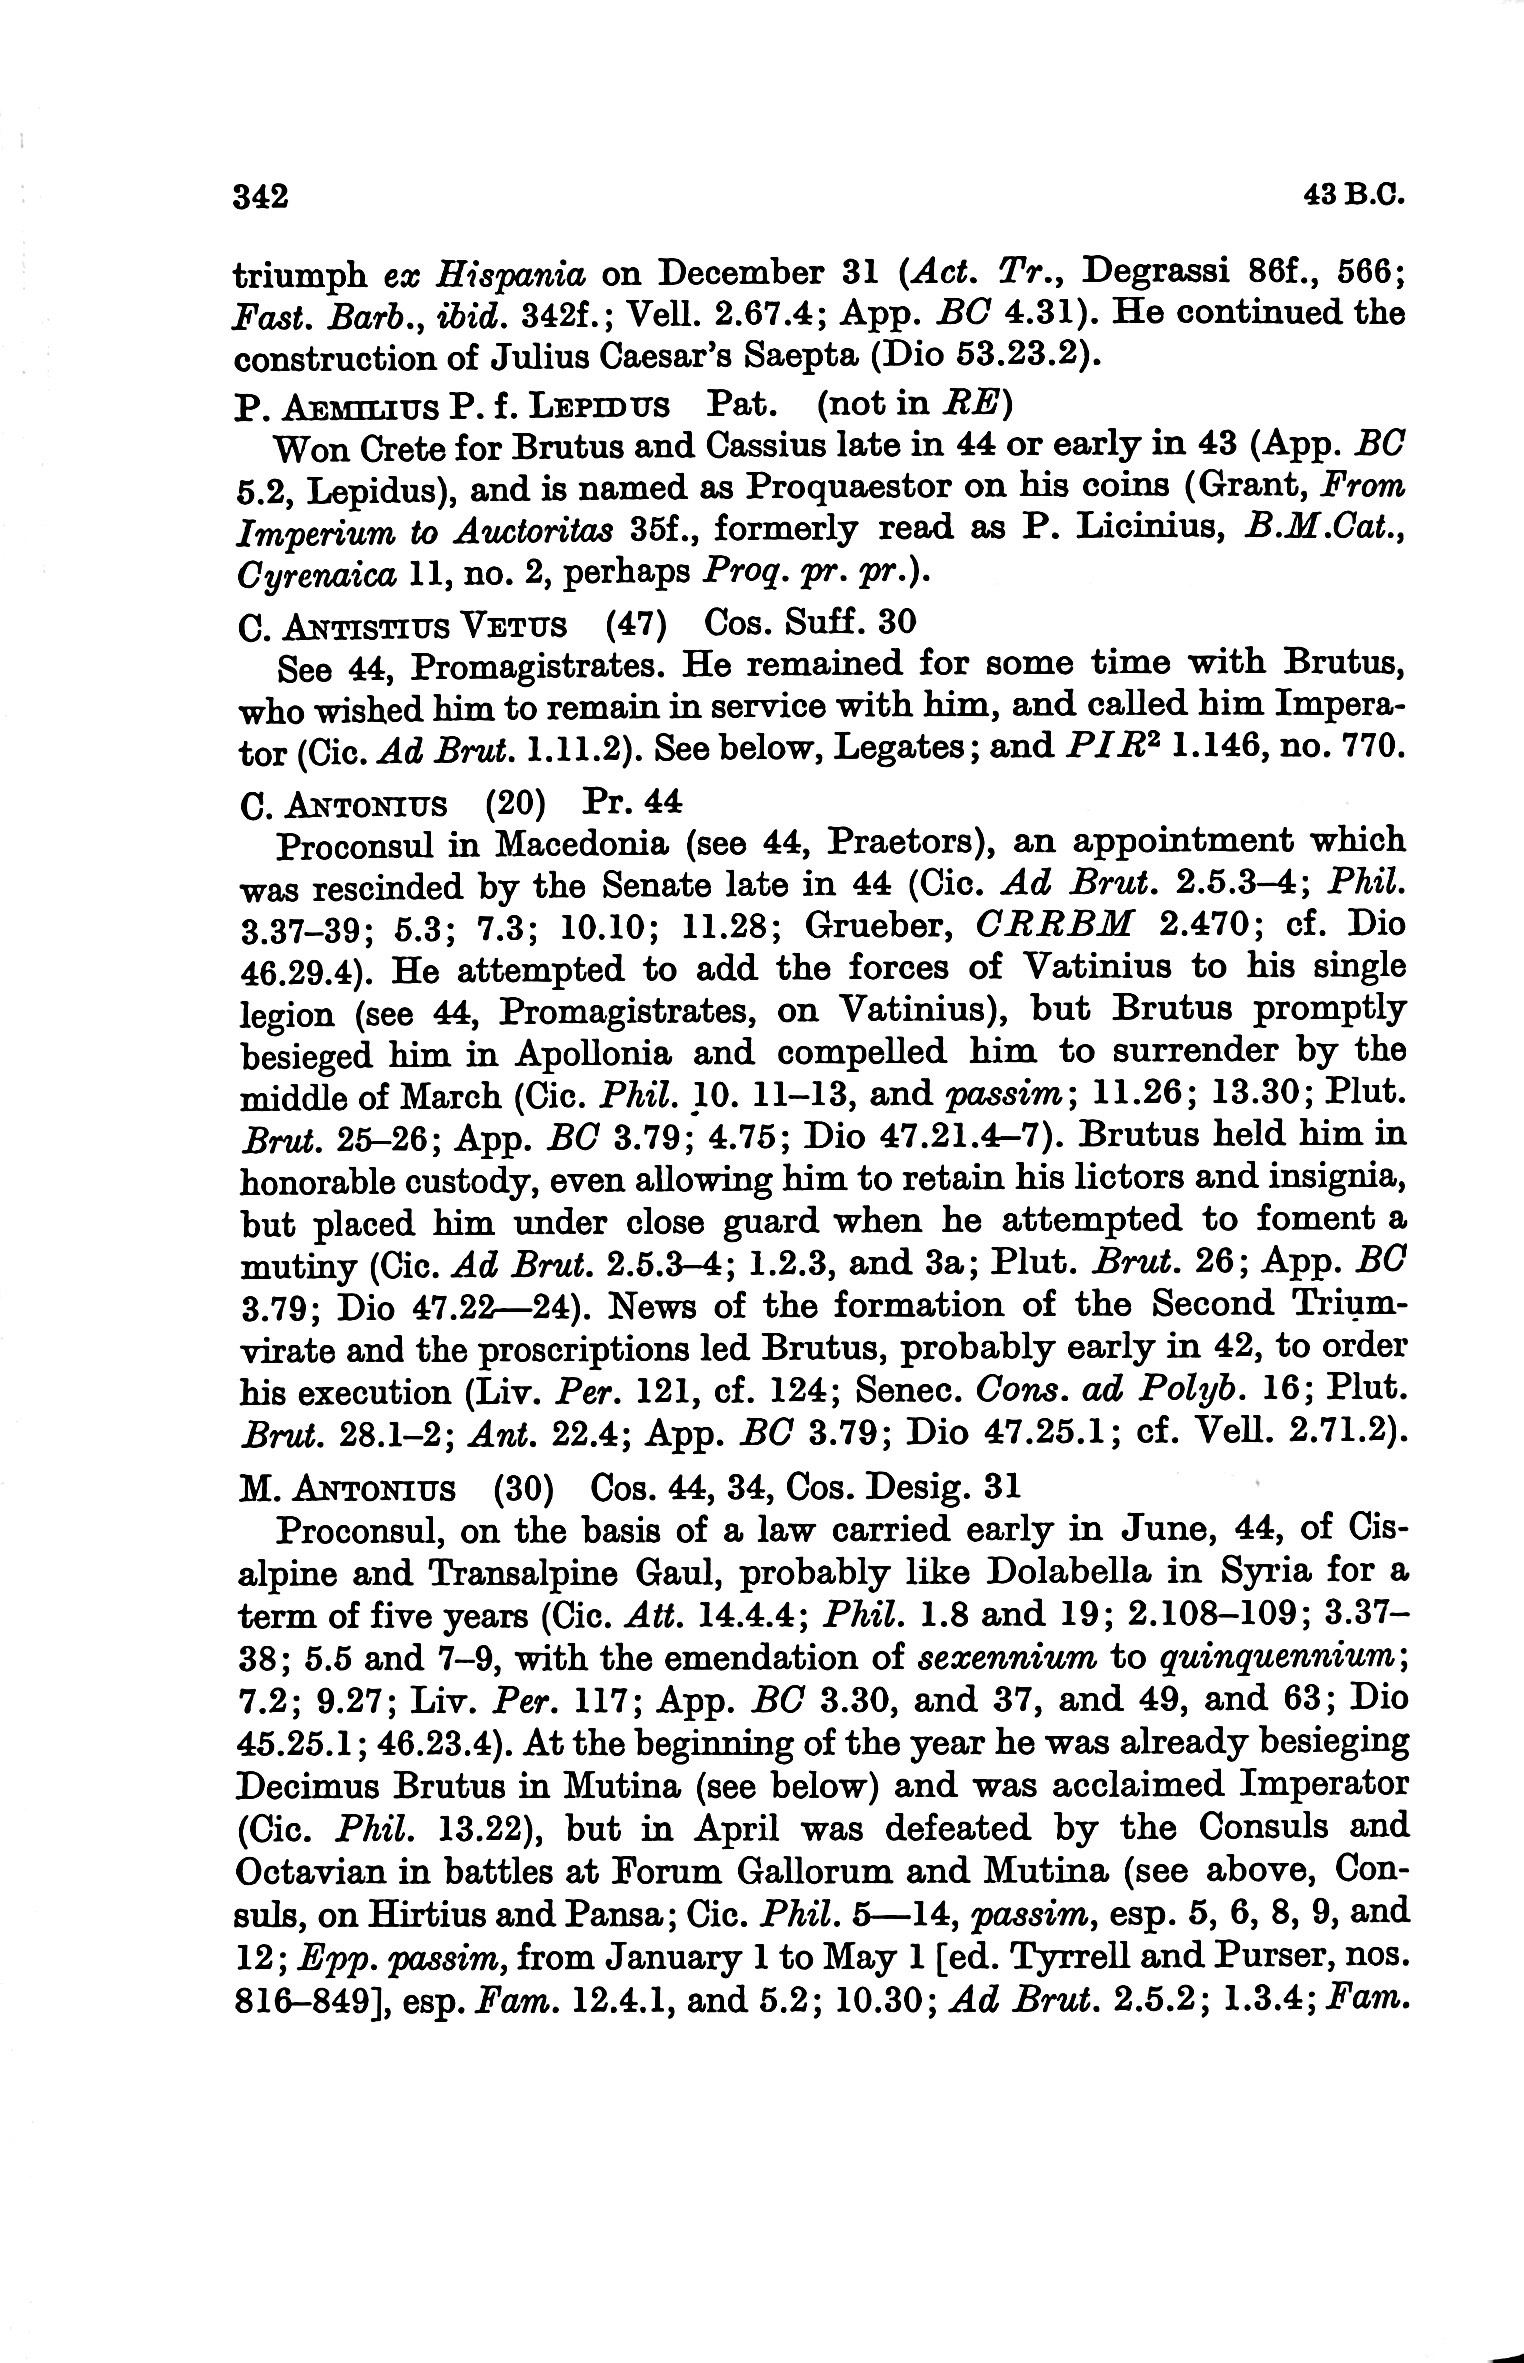 342 43 B.C.
triumph ex Hispania on December 31 (Act. Tr., Degrassi 86f., 566;
Fast. Barb., ibid. 342f.; Vell. 2.67.4; App. BC 4.31). He continued the
construction of Julius Caesar's Saepta (Dio 53.23.2).
P. AEMILIUS P. f. LEPIDUS Pat. (not in RE)
Won Crete for Brutus and Cassius late in 44 or early in 43 (App. BC
5.2, Lepidus), and is named as Proquaestor on his coins (Grant, From
Imperium to Auctoritas 35f., formerly read as P. Licinius, B.M.Cat.,
Cyrenaica 11, no. 2, perhaps Proq. pr. pr.).
C. ANTISTIUS VETUS (47) Cos. Suff. 30
See 44, Promagistrates. He remained for some time with Brutus,
who wished him to remain in service with him, and called him Impera-
tor (Cic. Ad Brut. 1.11.2). See below, Legates; and PIR² 1.146, no. 770.
C. ANTONIUS (20) Pr. 44
Proconsul in Macedonia (see 44, Praetors), an appointment which
was rescinded by the Senate late in 44 (Cic. Ad Brut. 2.5.3–4; Phil.
3.37–39; 5.3; 7.3; 10.10; 11.28; Grueber, CRRBM 2.470; cf. Dio
46.29.4). He attempted to add the forces of Vatinius to his single
legion (see 44, Promagistrates, on Vatinius), but Brutus promptly
besieged him in Apollonia and compelled him to surrender by the
middle of March (Cic. Phil. 10. 11–13, and passim; 11.26; 13.30; Plut.
Brut. 25–26; App. BC 3.79; 4.75; Dio 47.21.4–7). Brutus held him in
honorable custody, even allowing him to retain his lictors and insignia,
but placed him under close guard when he attempted to foment a
mutiny (Cic. Ad Brut. 2.5.3–4; 1.2.3, and 3a; Plut. Brut. 26; App. BC
3.79; Dio 47.22—24). News of the formation of the Second Trium-
virate and the proscriptions led Brutus, probably early in 42, to order
his execution (Liv. Per. 121, cf. 124; Senec. Cons. ad Polyb. 16; Plut.
Brut. 28.1–2; Ant. 22.4; App. BC 3.79; Dio 47.25.1; cf. Vell. 2.71.2).
M. ANTONIUS (30) Cos. 44, 34, Cos. Desig. 31
Proconsul, on the basis of a law carried early in June, 44, of Cis-
alpine and Transalpine Gaul, probably like Dolabella in Syria for a
term of five years (Cic. Att. 14.4.4; Phil. 1.8 and 19; 2.108–109; 3.37–
38; 5.5 and 7–9, with the emendation of sexennium to quinquennium;
7.2; 9.27; Liv. Per. 117; App. BC 3.30, and 37, and 49, and 63; Dio
45.25.1; 46.23.4). At the beginning of the year he was already besieging
Decimus Brutus in Mutina (see below) and was acclaimed Imperator
(Cic. Phil. 13.22), but in April was defeated by the Consuls and
Octavian in battles at Forum Gallorum and Mutina (see above, Con-
suls, on Hirtius and Pansa; Cic. Phil. 5—14, passim, esp. 5, 6, 8, 9, and
12; Epp. passim, from January 1 to May 1 [ed. Tyrrell and Purser, nos.
816–849], esp. Fam. 12.4.1, and 5.2; 10.30; Ad Brut. 2.5.2; 1.3.4; Fam.